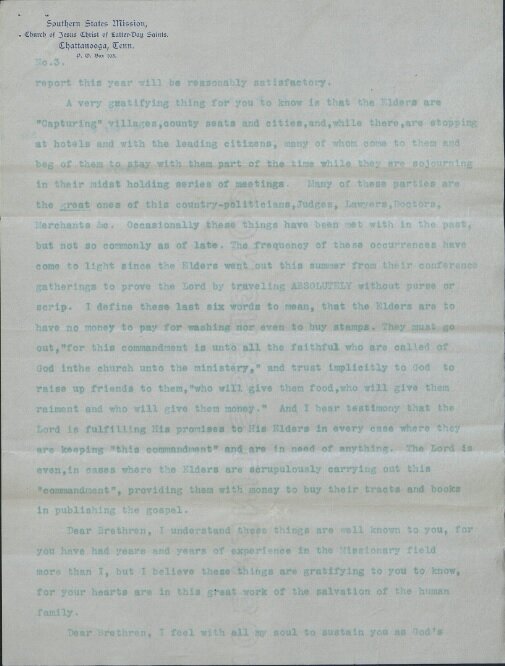 Southern States Mission,
Church of Jesus Christ of Latter-Day Saints.
Chattanooga, Tenn.
P. O. Box 103.
No.3.
report this year will be reasonably satisfactory.
A very gratifying thing for you to know is that the Elders are
"Capturing" villages,county seats and cities,and,while there,are stopping
at hotels and with the leading citizens, many of whom come to them and
beg of them to stay with them part of the time while they are sojourning
in their midst holding series of meetings. Many of these parties are
the great ones of this country-politicians,Judges, Lawyers,Doctors,
Merchants &c. Occasionally these things have been met with in the past,
but not so commonly as of late. The frequency of these occurrences have
come to light since the Elders went out this summer from their conference
gatherings to prove the Lord by traveling ABSOLUTELY without purse or
scrip. I define these last six words to mean, that the Elders are to
have no money to pay for washing nor even to buy stamps. They must go
out,"for this commandment is unto all the faithful who are called of
God inthe church unto the ministery," and trust implicitly to God to
raise up friends to them,"who will give them food,who will give them
raiment and who will give them money." And I bear testimony that the
Lord is fulfilling His promises to His Elders in every case where they
are keeping "this commandment" and are in need of anything. The Lord is
even,in cases where the Elders are scrupulously carrying out this
"commandment", providing them with money to buy their tracts and books
in publishing the gospel.
Dear Brethren, I understand these things are well known to you, for
you have had years and years of experience in the Missionary field
more than I, but I believe these things are gratifying to you to know,
for your hearts are in this great work of the salvation of the human
family.
Dear Brethren, I feel with all my soul to sustain you as God's